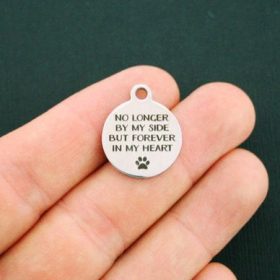 NO LONGER
BY MY SIDE
BUT FOREVER
IN MY HEART